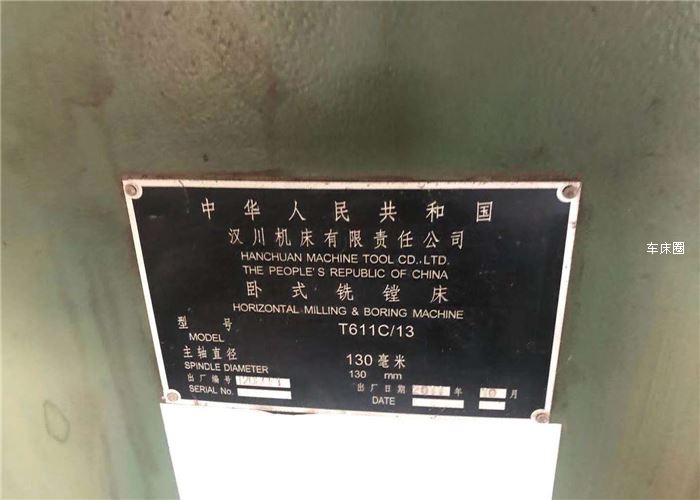 中华人民共和国
汉川机床有限责任公司
HANCHUAN MACHINE TOOL CO.,LTD.
THE PEOPLE'S REPUBLIC OF CHINA
卧式铣镗床
HORIZONTAL MILLING & BORING MACHINE
型号 T611C/13
MODEL
主轴直径 130毫米
SPINDLE DIAMETER 130 mm
出厂编号 出厂日期 年 10 月
SERIAL No. DATE
车床圈